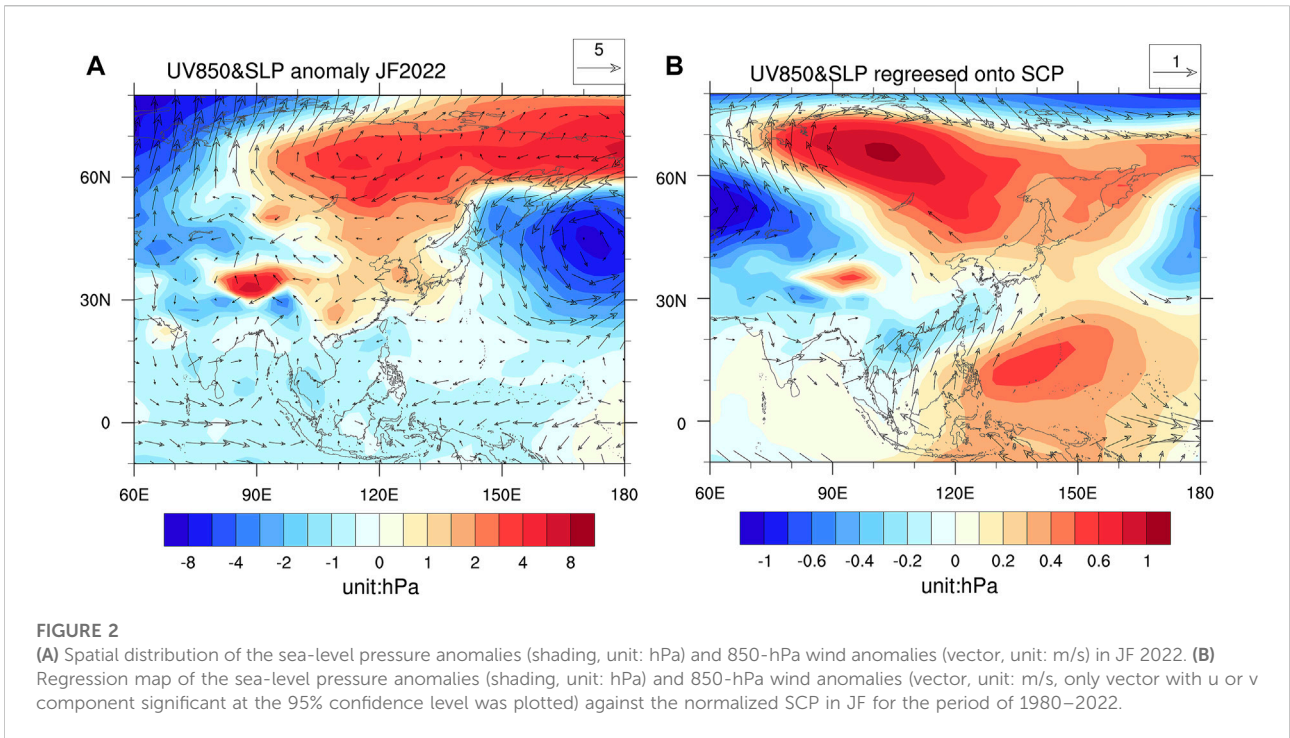 A
UV850&SLP anomaly JF2022
5
60N
30N
0
60E 90E 120E 150E 180
-8 -4 -2 -1 0 1 2 4 8
unit:hPa
B
UV850&SLP regreesed onto SCP
1
60N
30N
0
60E 90E 120E 150E 180
-1 -0.6 -0.4 -0.2 0 0.2 0.4 0.6 1
unit:hPa
FIGURE 2
(A) Spatial distribution of the sea-level pressure anomalies (shading, unit: hPa) and 850-hPa wind anomalies (vector, unit: m/s) in JF 2022. (B)
Regression map of the sea-level pressure anomalies (shading, unit: hPa) and 850-hPa wind anomalies (vector, unit: m/s, only vector with u or v
component significant at the 95% confidence level was plotted) against the normalized SCP in JF for the period of 1980–2022.